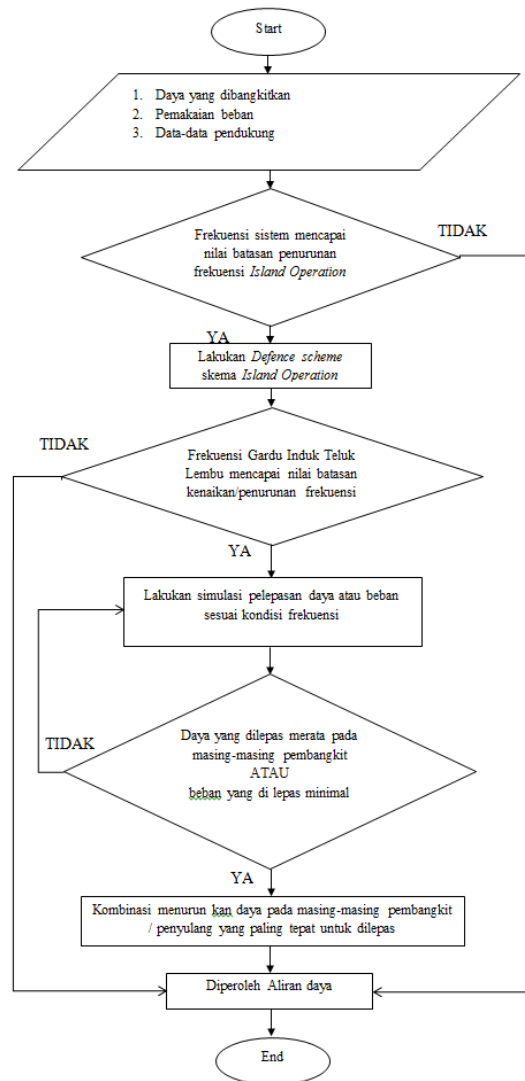 Start
1. Daya yang dibangkitkan
2. Pemakaian beban
3. Data-data pendukung
Frekuensi sistem mencapai
nilai batasan penurunan
frekuensi Island Operation
TIDAK
YA
Lakukan Defence scheme
skema Island Operation
TIDAK
Frekuensi Gardu Induk Teluk
Lembu mencapai nilai batasan
kenaikan/penurunan frekuensi
YA
Lakukan simulasi pelepasan daya atau beban
sesuai kondisi frekuensi
TIDAK
Daya yang dilepas merata pada
masing-masing pembangkit
ATAU
beban yang di lepas minimal
YA
Kombinasi menurun kan daya pada masing-masing pembangkit
/ penyulang yang paling tepat untuk dilepas
Diperoleh Aliran daya
End